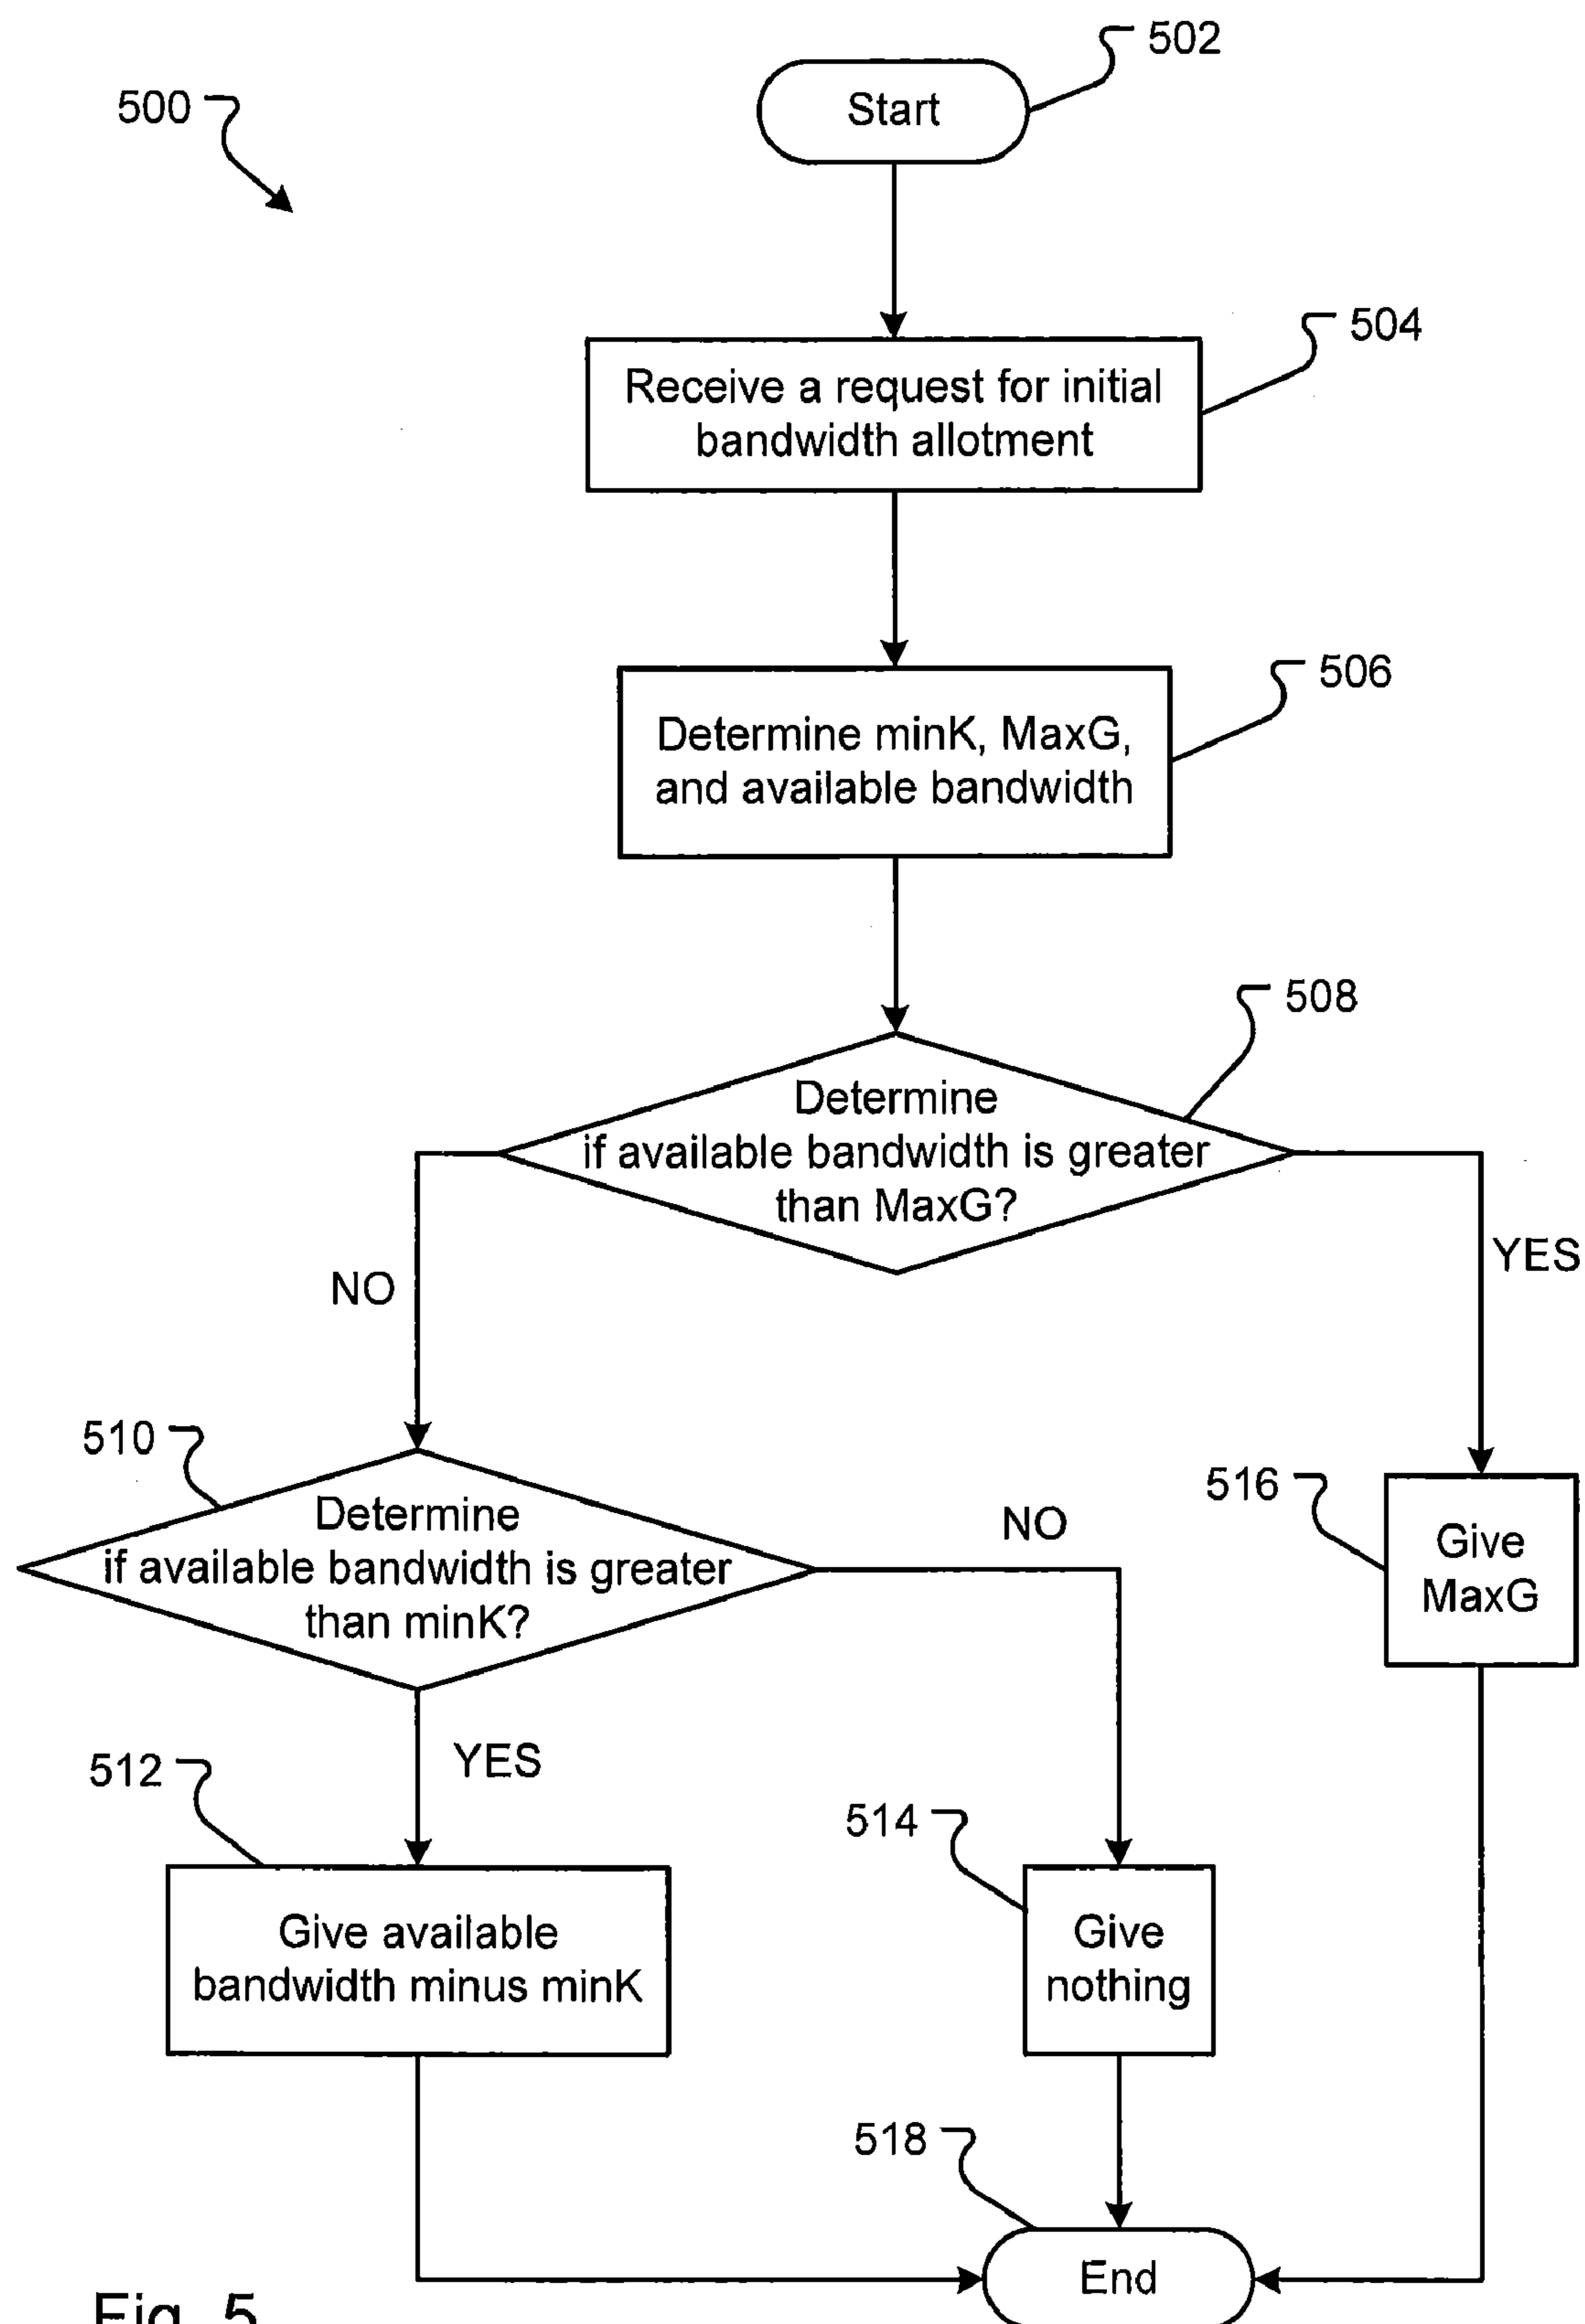 502
Start
500
504
Receive a request for initial
bandwidth allotment
506
Determine minK, MaxG,
and available bandwidth
508
Determine
if available bandwidth is greater
than MaxG?
YES
NO
510
Determine
if available bandwidth is greater
than minK?
NO
516
Give
MaxG
YES
512
Give available
bandwidth minus minK
514
Give
nothing
518
End
Fig. 5